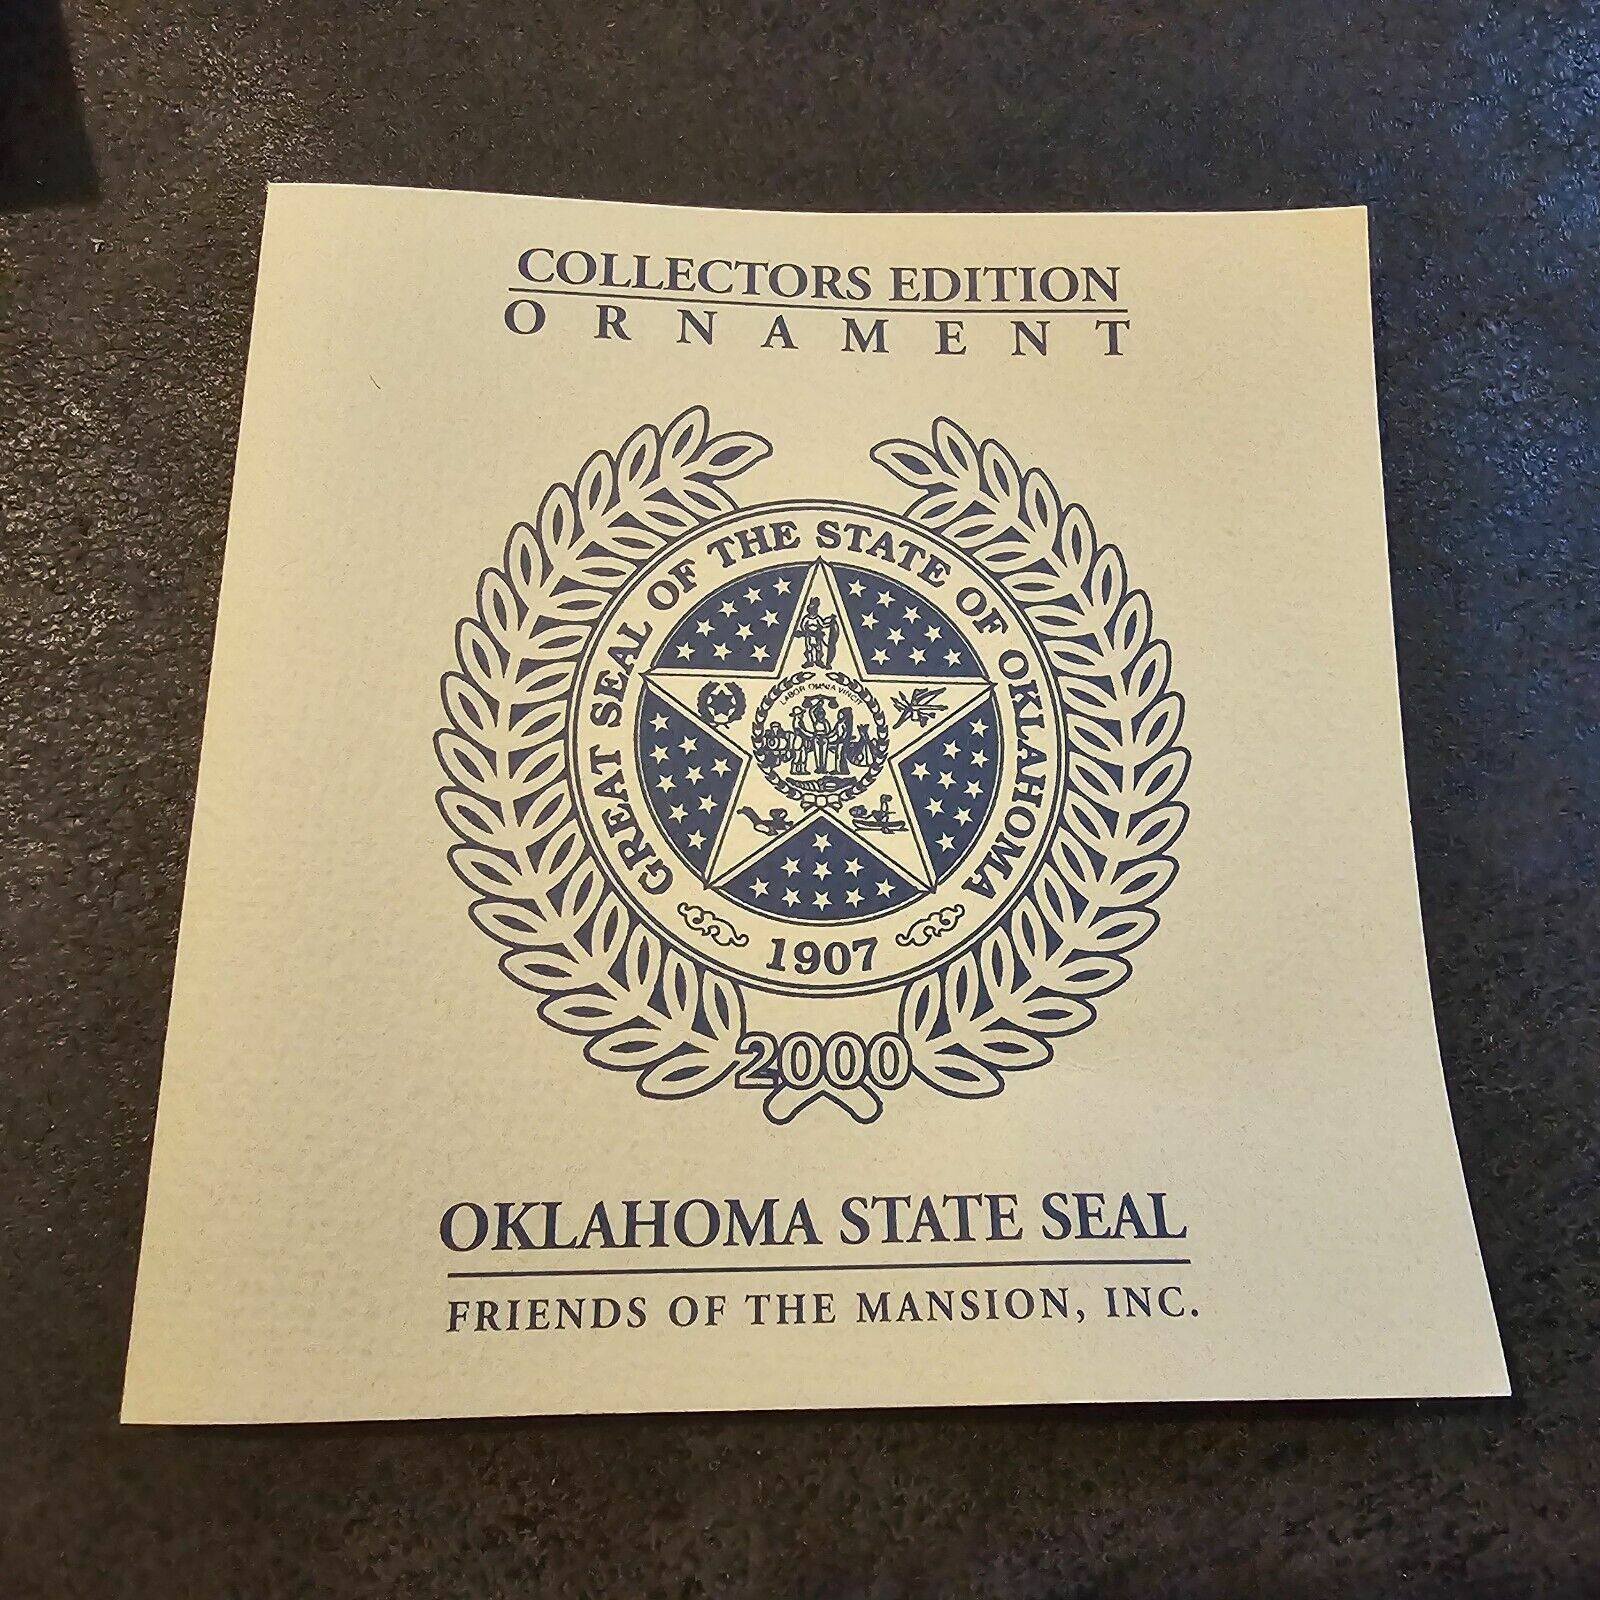 COLLECTORS EDITION
ORNAMENT
GREAT SEAL OF THE STATE OF OKLAHOMA
LABOR OMNIA VINCIT
1907
2000
OKLAHOMA STATE SEAL
FRIENDS OF THE MANSION, INC.